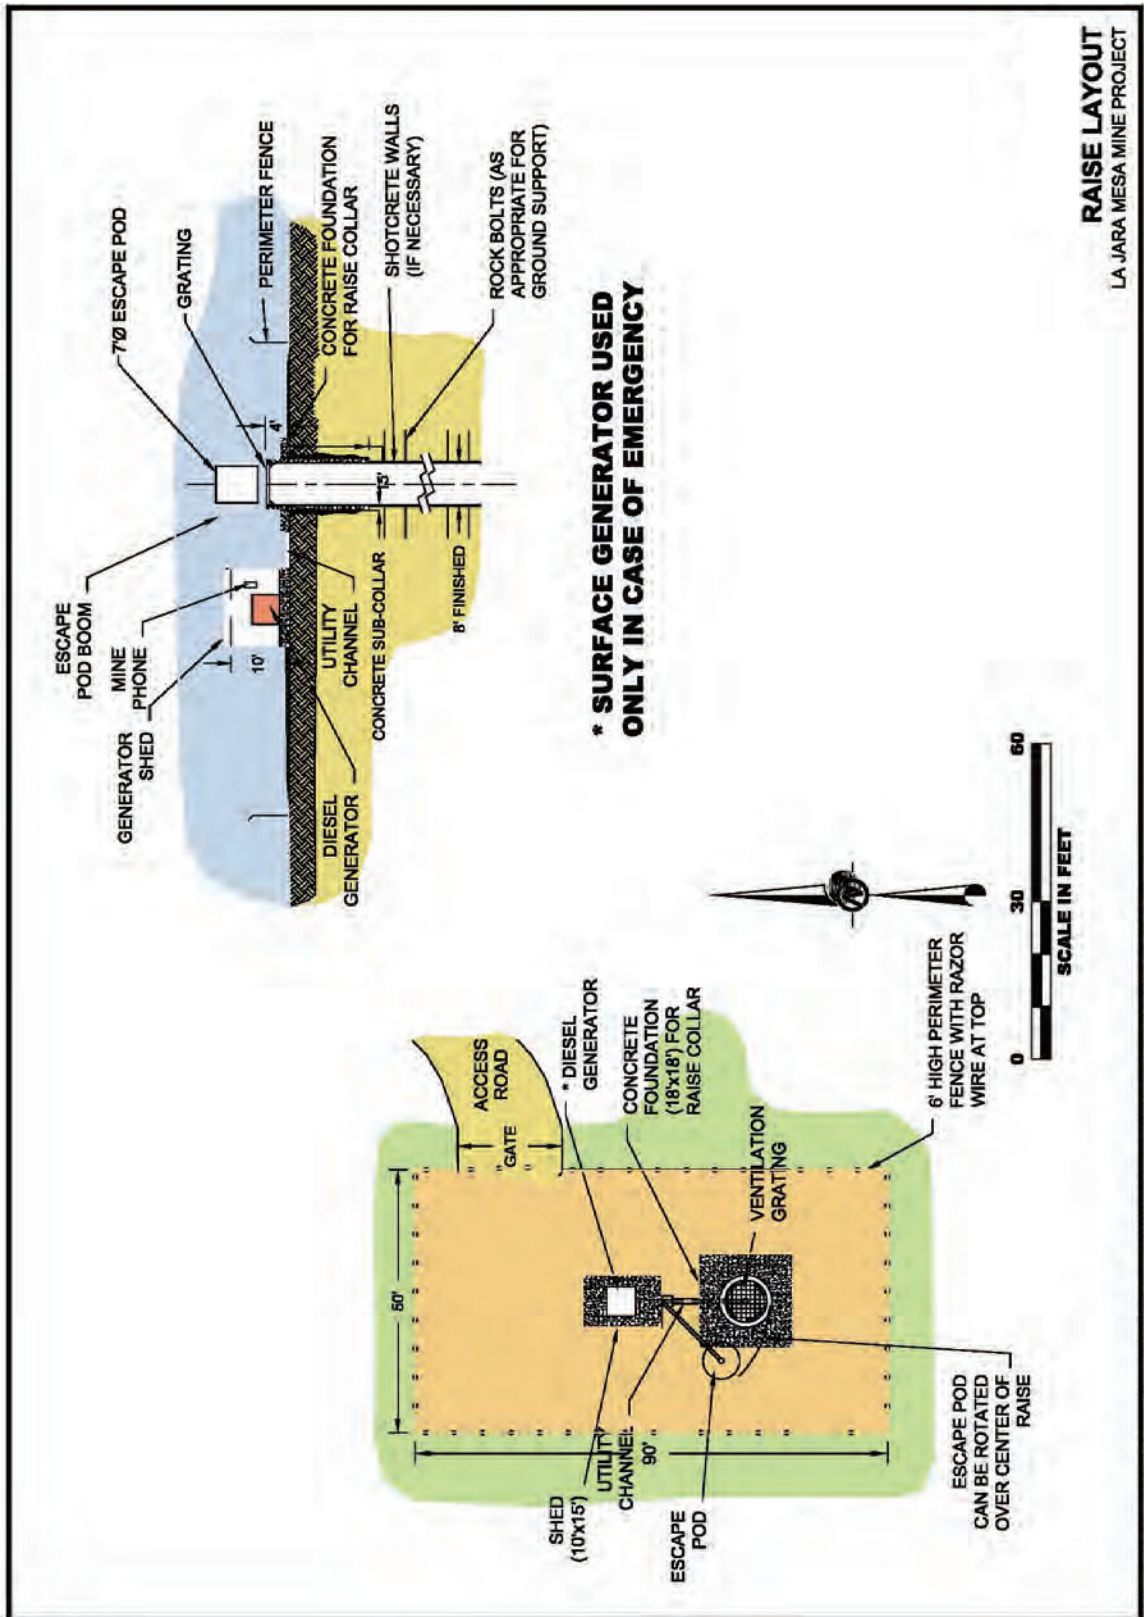 ESCAPE
POD BOOM
MINE
PHONE
GENERATOR
SHED
10'
7'Ø ESCAPE POD
GRATING
4'
PERIMETER FENCE
CONCRETE FOUNDATION
FOR RAISE COLLAR
SHOTCRETE WALLS
(IF NECESSARY)
ROCK BOLTS (AS
APPROPRIATE FOR
GROUND SUPPORT)
DIESEL
GENERATOR
UTILITY
CHANNEL
CONCRETE SUB-COLLAR
8' FINISHED
* SURFACE GENERATOR USED
ONLY IN CASE OF EMERGENCY
50'
90'
ACCESS
ROAD
GATE
* DIESEL
GENERATOR
CONCRETE
FOUNDATION
(18'x18') FOR
RAISE COLLAR
VENTILATION
GRATING
6' HIGH PERIMETER
FENCE WITH RAZOR
WIRE AT TOP
SHED
(10'x15')
UTILITY
CHANNEL
ESCAPE
POD
ESCAPE POD
CAN BE ROTATED
OVER CENTER OF
RAISE
N
0 30 60
SCALE IN FEET
RAISE LAYOUT
LA JARA MESA MINE PROJECT